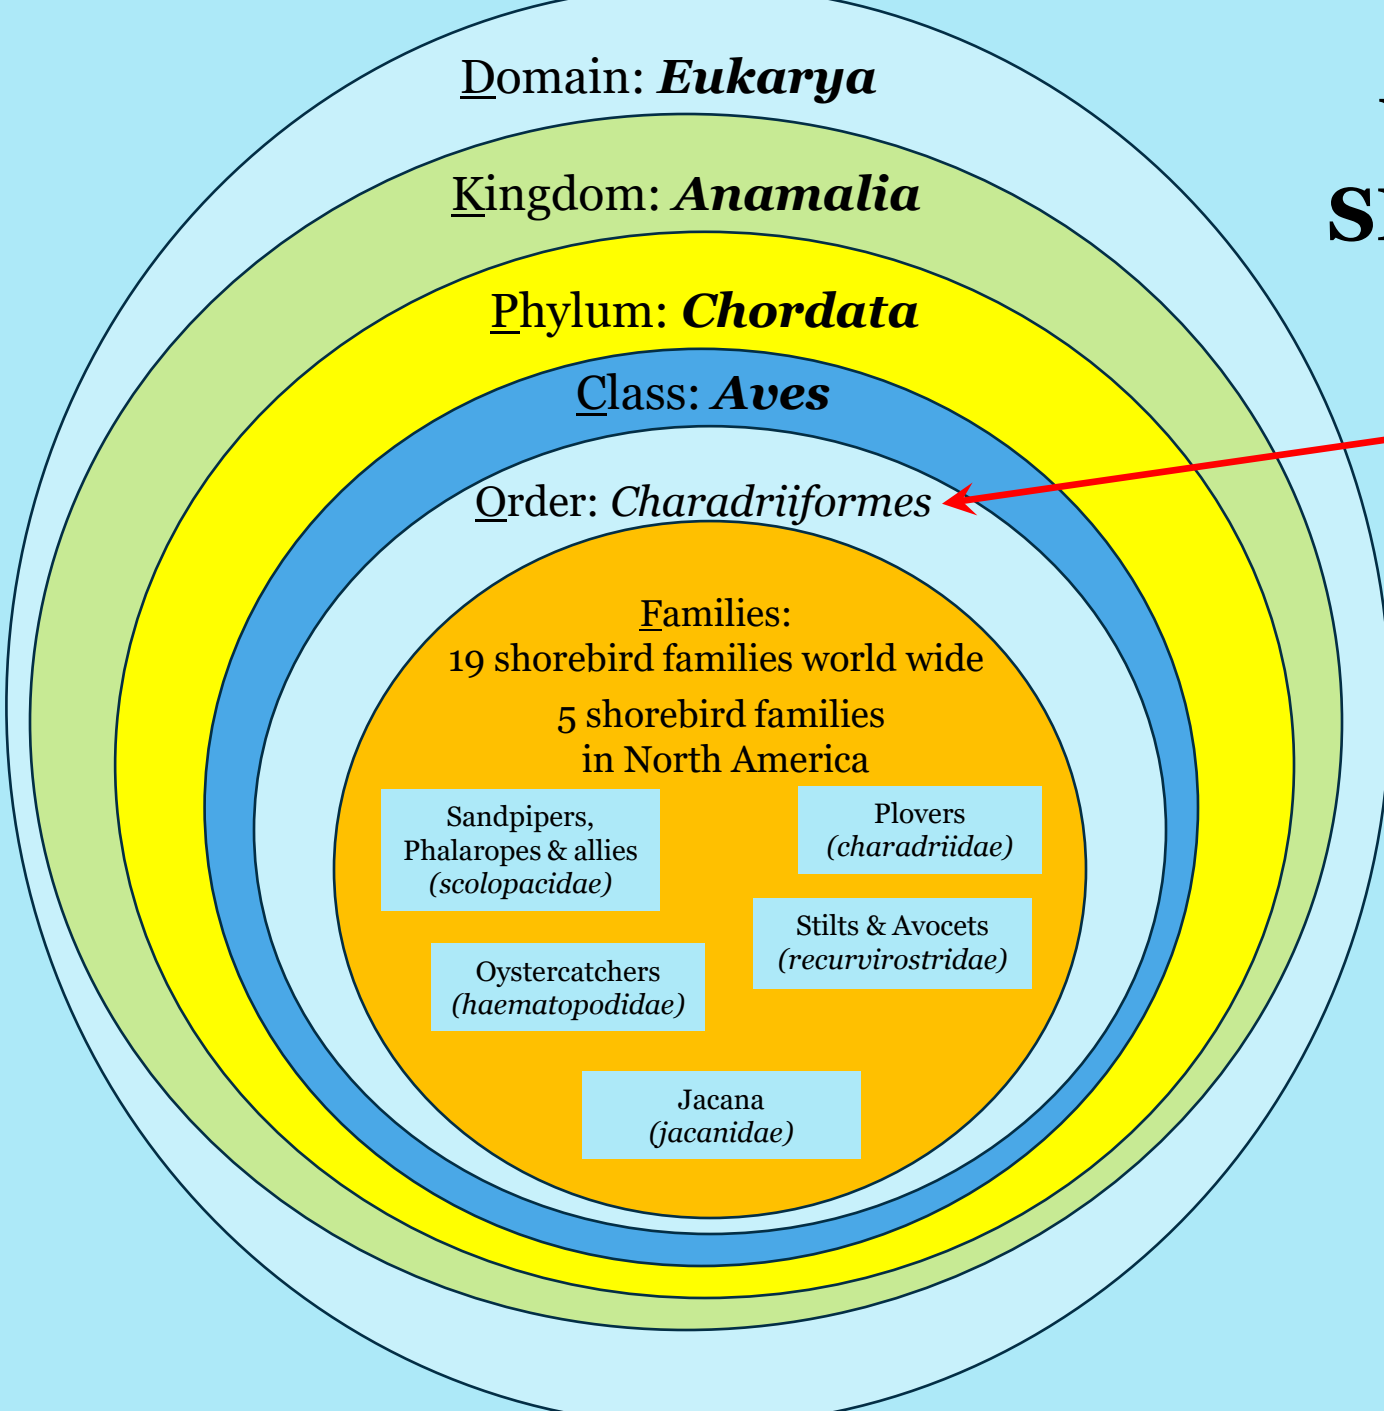 Domain: Eukarya
Kingdom: Anamalia
Phylum: Chordata
Class: Aves
Order: Charadriiformes
Families:
19 shorebird families world wide
5 shorebird families
in North America
Sandpipers,
Phalaropes & allies
(scolopacidae)
Plovers
(charadriidae)
Stilts & Avocets
(recurvirostridae)
Oystercatchers
(haematopodidae)
Jacana
(jacanidae)